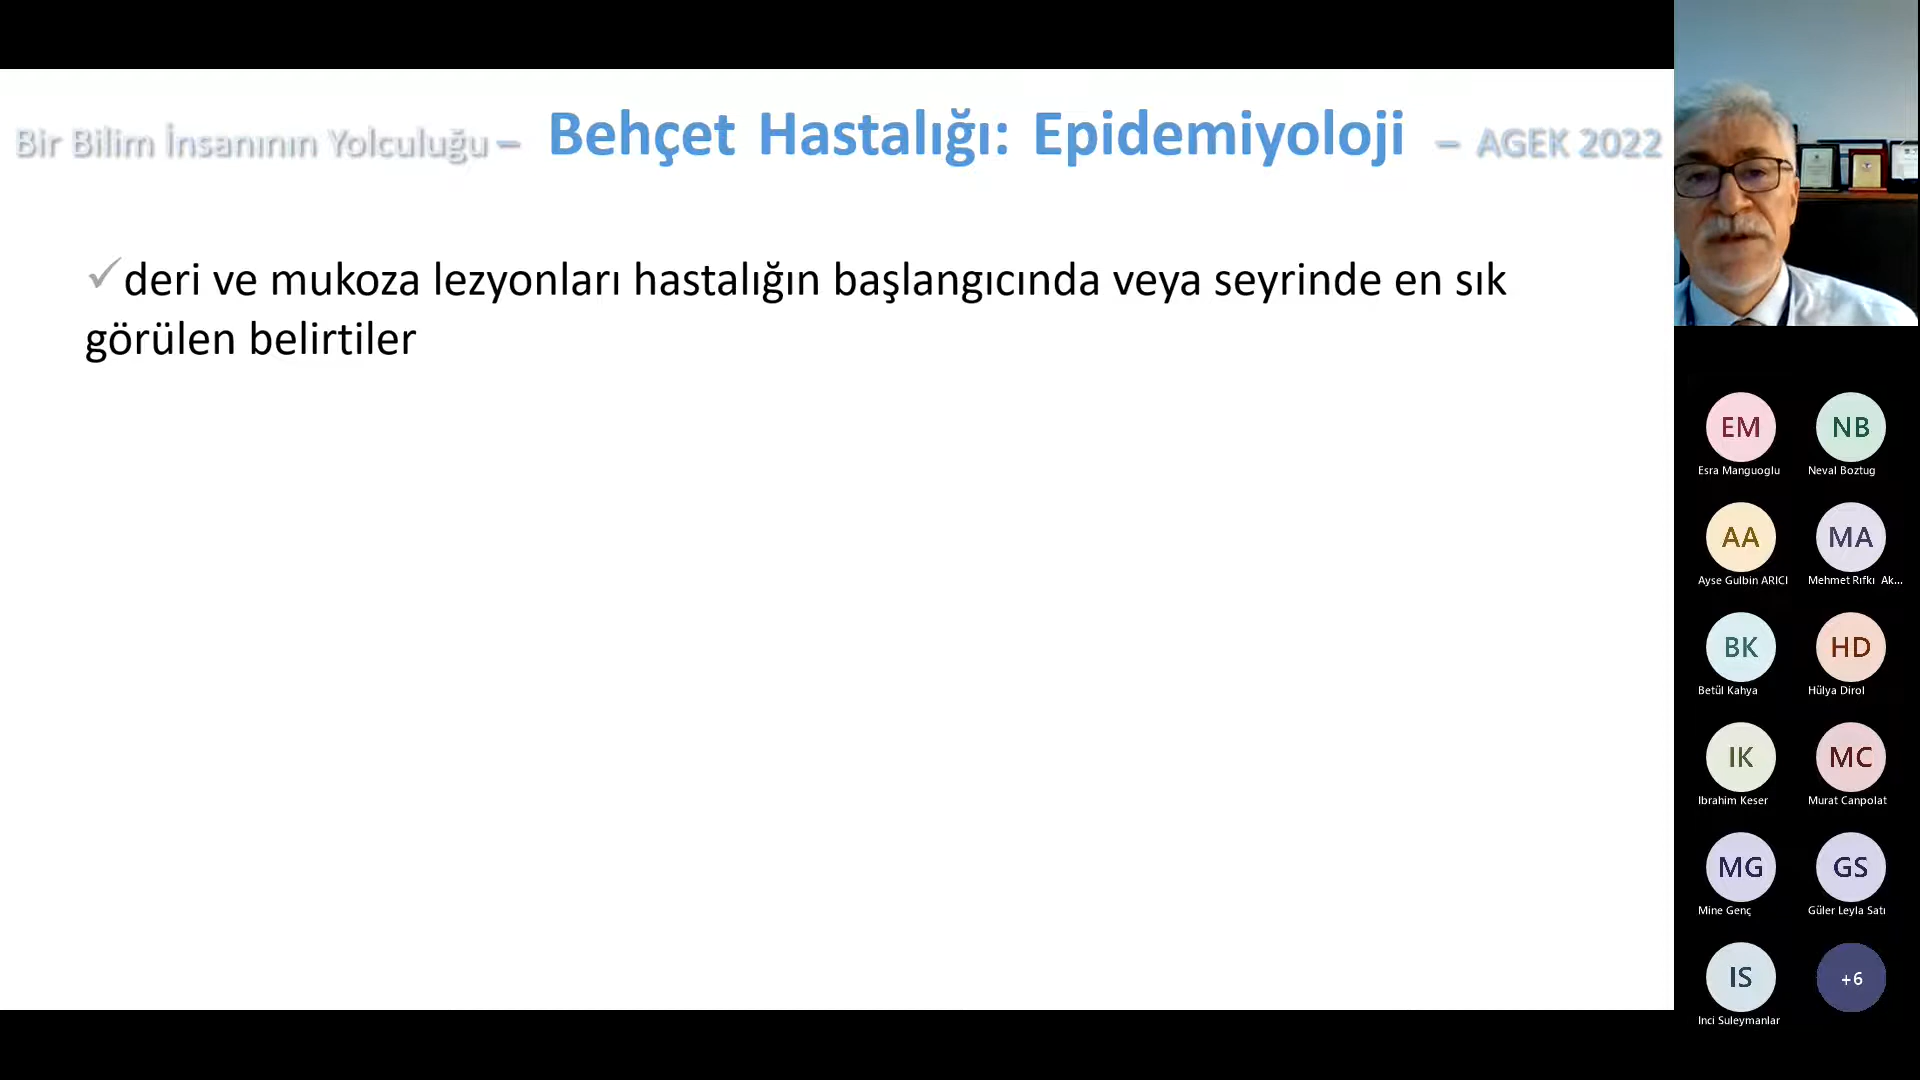 Bir Bilim İnsanının Yolculuğu – Behçet Hastalığı: Epidemiyoloji – AGEK 2022
✓deri ve mukoza lezyonları hastalığın başlangıcında veya seyrinde en sık
görülen belirtiler
EM NB
Esra Manguoglu Neval Boztug
AA MA
Ayse Gulbin ARICI Mehmet Rıfkı Ak...
BK HD
Betül Kahya Hülya Dirol
IK MC
Ibrahim Keser Murat Canpolat
MG GS
Mine Genç Güler Leyla Satı
IS +6
Inci Suleymanlar